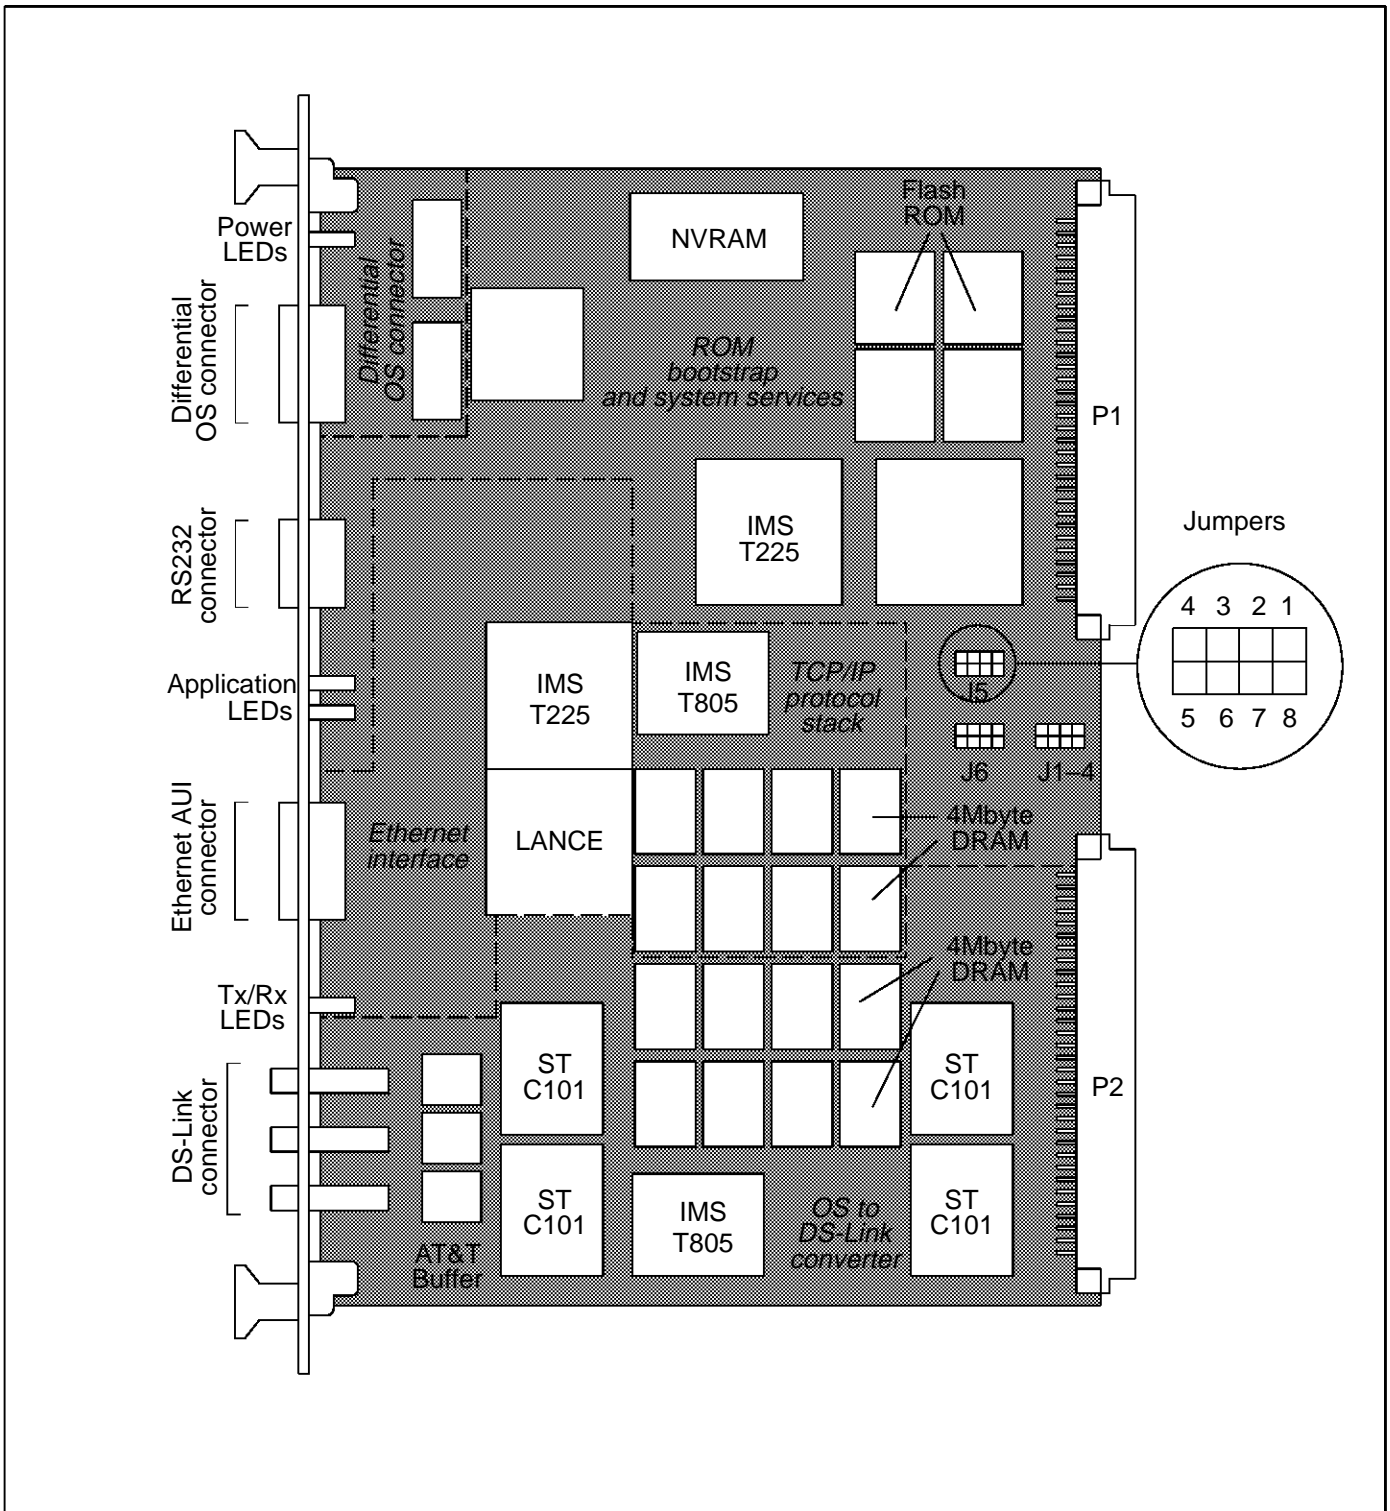 Flash
ROM
Power
LEDs
NVRAM
Differential
OS connector
Differential
OS connector
ROM
bootstrap
and system services
P1
IMS
T225
Jumpers
RS232
connector
4 3 2 1
5 6 7 8
J5
IMS
T225
IMS
T805
TCP/IP
protocol
stack
Application
LEDs
J6
J1–4
Ethernet AUI
connector
Ethernet
interface
LANCE
4Mbyte
DRAM
4Mbyte
DRAM
Tx/Rx
LEDs
ST
C101
ST
C101
P2
DS-Link
connector
ST
C101
IMS
T805
OS to
DS-Link
converter
ST
C101
AT&T
Buffer